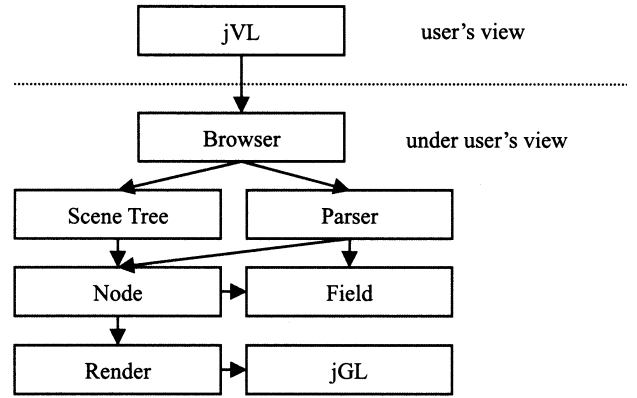 jVL
user's view
Browser
under user's view
Scene Tree
Parser
Node
Field
Render
jGL